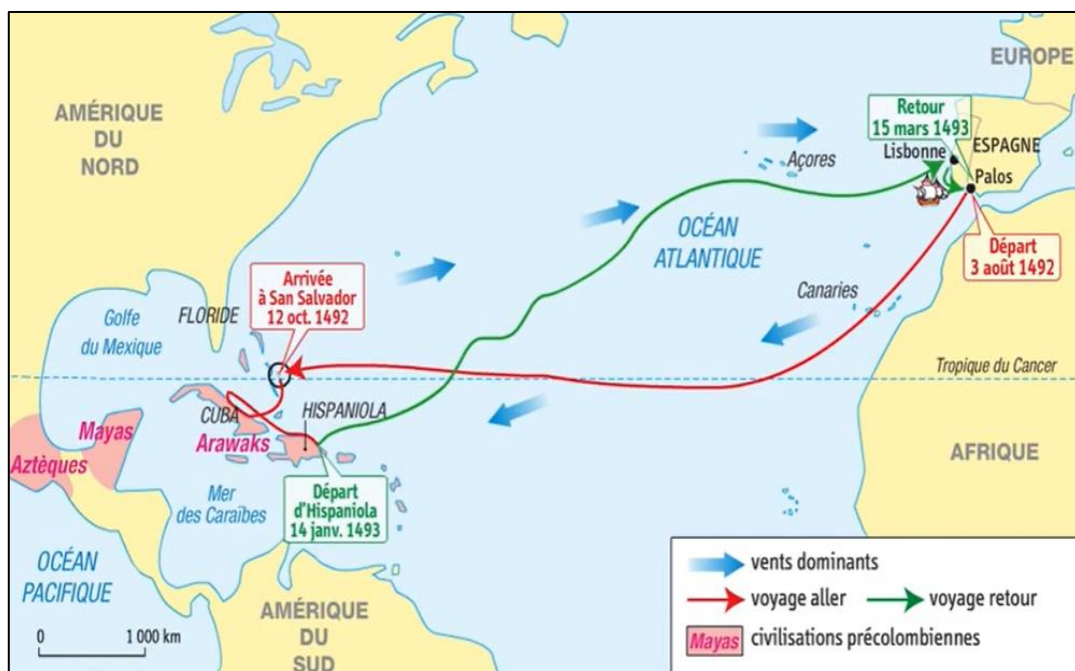 EUROPE
AMÉRIQUE
DU
NORD
Retour
15 mars 1493
Lisbonne
ESPAGNE
Açores
Palos
OCÉAN
ATLANTIQUE
Départ
3 août 1492
Arrivée
à San Salvador
12 oct. 1492
Canaries
Golfe
du Mexique
FLORIDE
Tropique du Cancer
CUBA
HISPANIOLA
Mayas
Arawaks
Aztèques
AFRIQUE
Mer
des Caraïbes
Départ
d'Hispaniola
14 janv. 1493
OCÉAN
PACIFIQUE
AMÉRIQUE
DU
SUD
0 1 000 km
vents dominants
voyage aller
voyage retour
Mayas civilisations précolombiennes